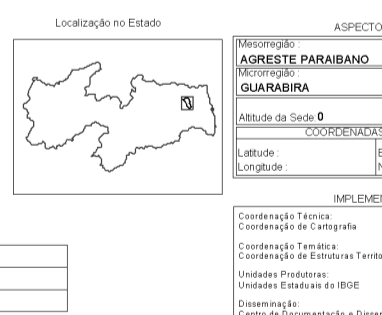 Localização no Estado
ASPECTO
Mesorregião :
AGRESTE PARAIBANO
Microrregião :
GUARABIRA
Altitude da Sede: 0
COORDENADAS
Latitude :
Longitude :
IMPLEMEN
Coordenação Técnica:
Coordenação de Cartografia
Coordenação Temática:
Coordenação de Estruturas Territo
Unidades Produtoras:
Unidades Estaduais do IBGE
Disseminação:
Centro de Documentação e Dissem